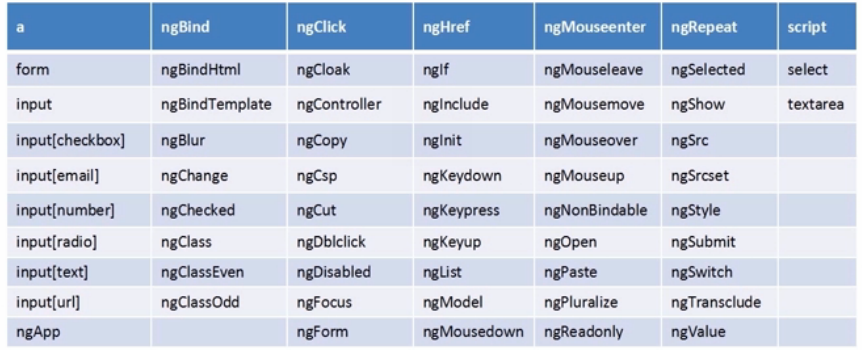 a ngBind ngClick ngHref ngMouseenter ngRepeat script
form ngBindHtml ngCloak ngIf ngMouseleave ngSelected select
input ngBindTemplate ngController ngInclude ngMousemove ngShow textarea
input[checkbox] ngBlur ngCopy ngInit ngMouseover ngSrc
input[email] ngChange ngCsp ngKeydown ngMouseup ngSrcset
input[number] ngChecked ngCut ngKeypress ngNonBindable ngStyle
input[radio] ngClass ngDblclick ngKeyup ngOpen ngSubmit
input[text] ngClassEven ngDisabled ngList ngPaste ngSwitch
input[url] ngClassOdd ngFocus ngModel ngPluralize ngTransclude
ngApp ngForm ngMousedown ngReadonly ngValue